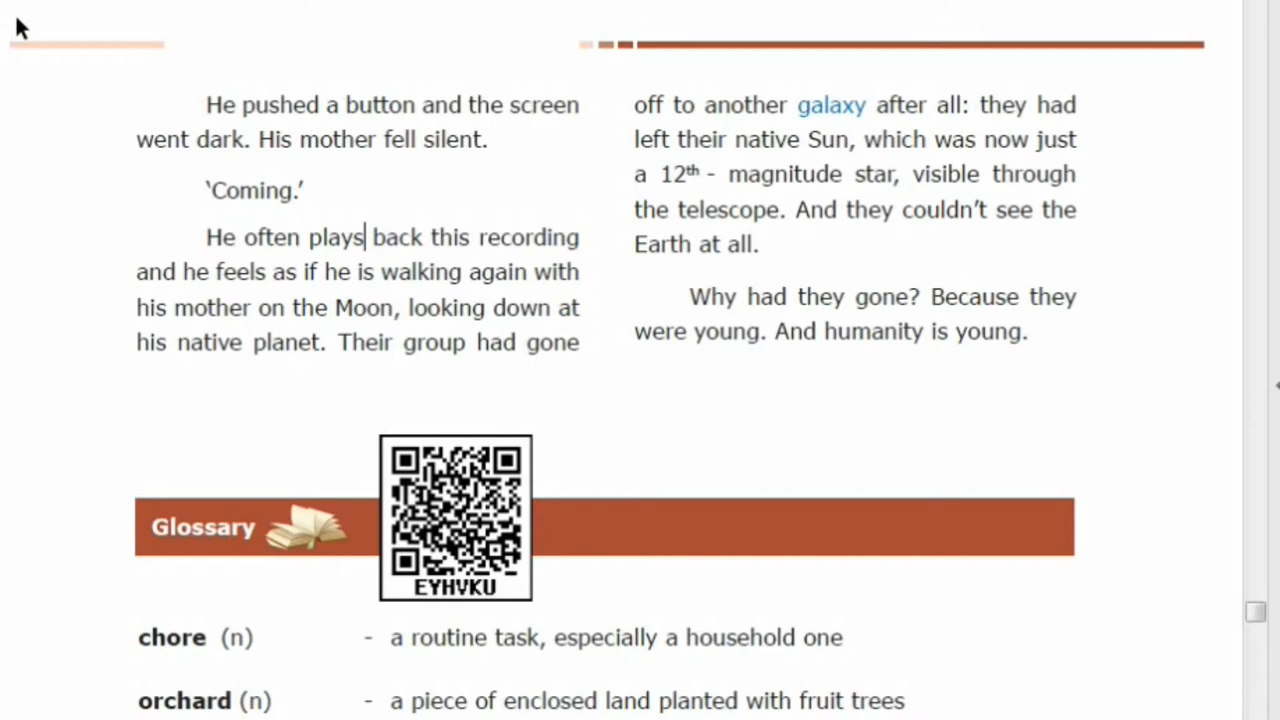 He pushed a button and the screen
went dark. His mother fell silent.
‘Coming.’
He often plays back this recording
and he feels as if he is walking again with
his mother on the Moon, looking down at
his native planet. Their group had gone
off to another galaxy after all: they had
left their native Sun, which was now just
a 12th - magnitude star, visible through
the telescope. And they couldn’t see the
Earth at all.
Why had they gone? Because they
were young. And humanity is young.
Glossary
EYHVKU
chore (n) - a routine task, especially a household one
orchard (n) - a piece of enclosed land planted with fruit trees